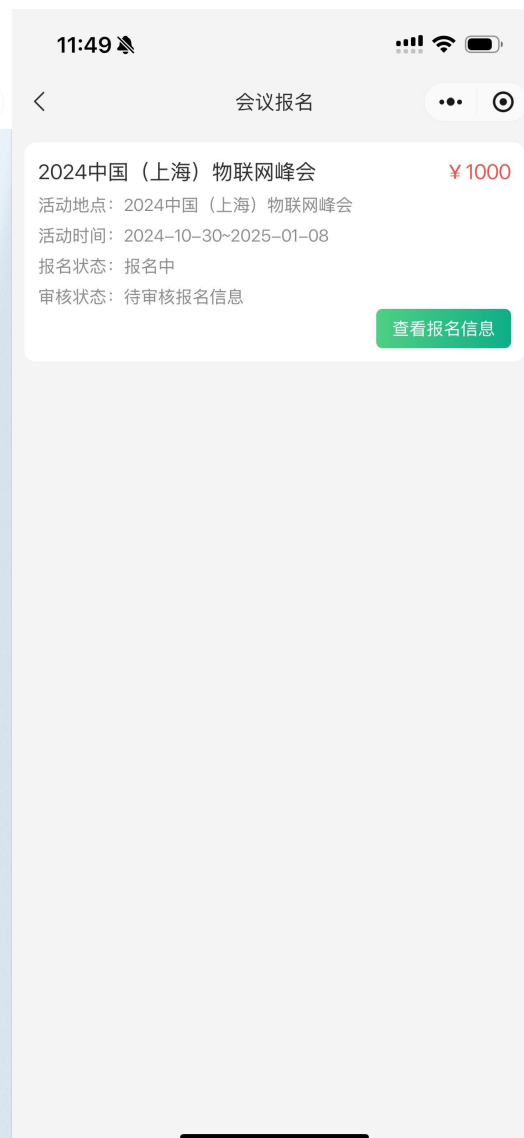 11:49
会议报名
2024中国（上海）物联网峰会 ￥1000
活动地点：2024中国（上海）物联网峰会
活动时间：2024-10-30~2025-01-08
报名状态：报名中
审核状态：待审核报名信息
查看报名信息